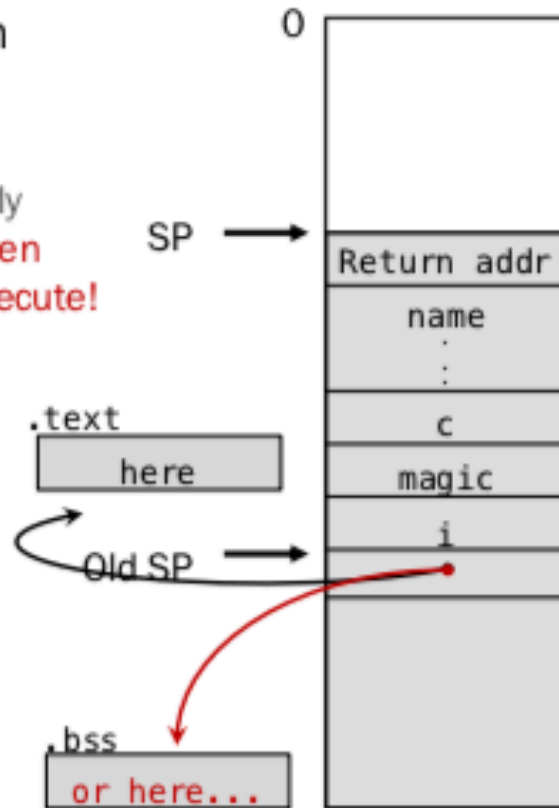 n
0
ly
en
ecute!
SP
Return addr
name
.text
c
here
magic
i
Old SP
.bss
or here...